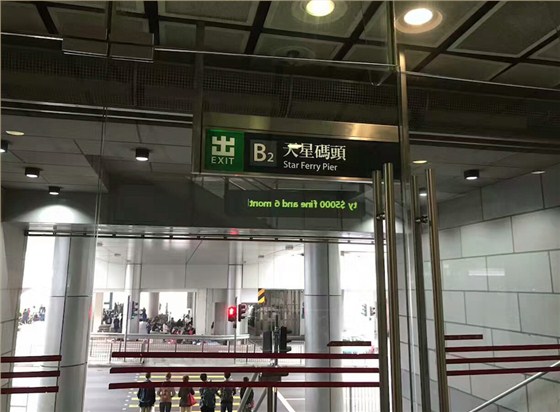 出 B2 天星碼頭
EXIT Star Ferry Pier
ty $5000 fine and 6 mont